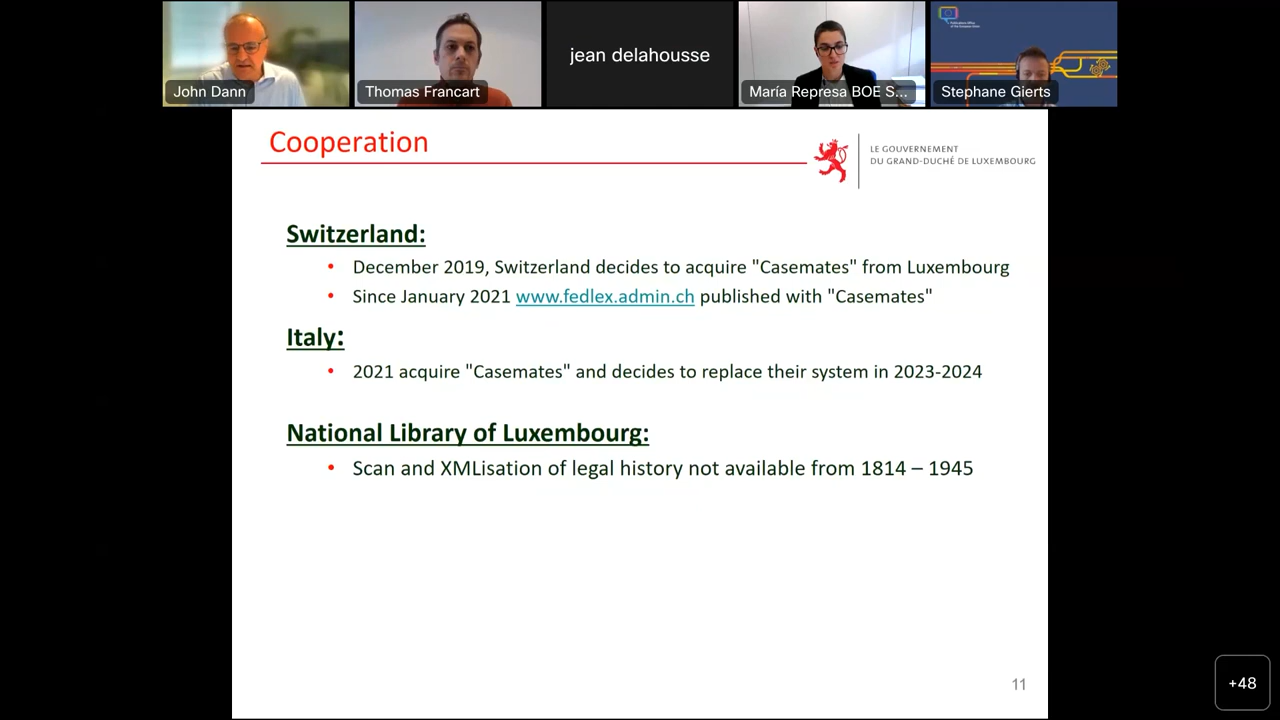 John Dann
Thomas Francart
jean delahousse
María Represa BOE S...
Stephane Gierts
Cooperation
LE GOUVERNEMENT
DU GRAND-DUCHÉ DE LUXEMBOURG
Switzerland:
• December 2019, Switzerland decides to acquire "Casemates" from Luxembourg
• Since January 2021 www.fedlex.admin.ch published with "Casemates"
Italy:
• 2021 acquire "Casemates" and decides to replace their system in 2023-2024
National Library of Luxembourg:
• Scan and XMLisation of legal history not available from 1814 – 1945
11
+48